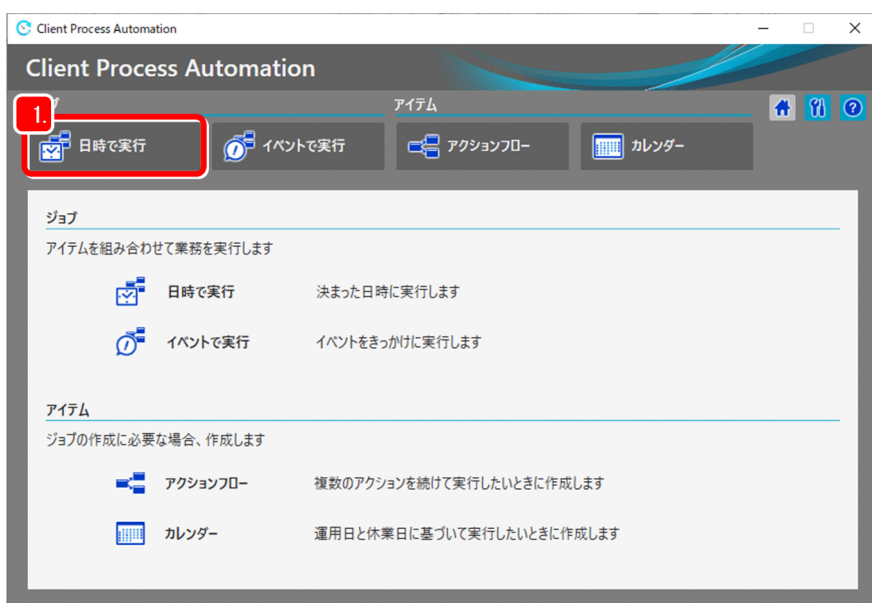 Client Process Automation
Client Process Automation
アイテム
1.
日時で実行
イベントで実行
アクションフロー
カレンダー
ジョブ
アイテムを組み合わせて業務を実行します
日時で実行 決まった日時に実行します
イベントで実行 イベントをきっかけに実行します
アイテム
ジョブの作成に必要な場合、作成します
アクションフロー 複数のアクションを続けて実行したいときに作成します
カレンダー 運用日と休業日に基づいて実行したいときに作成します